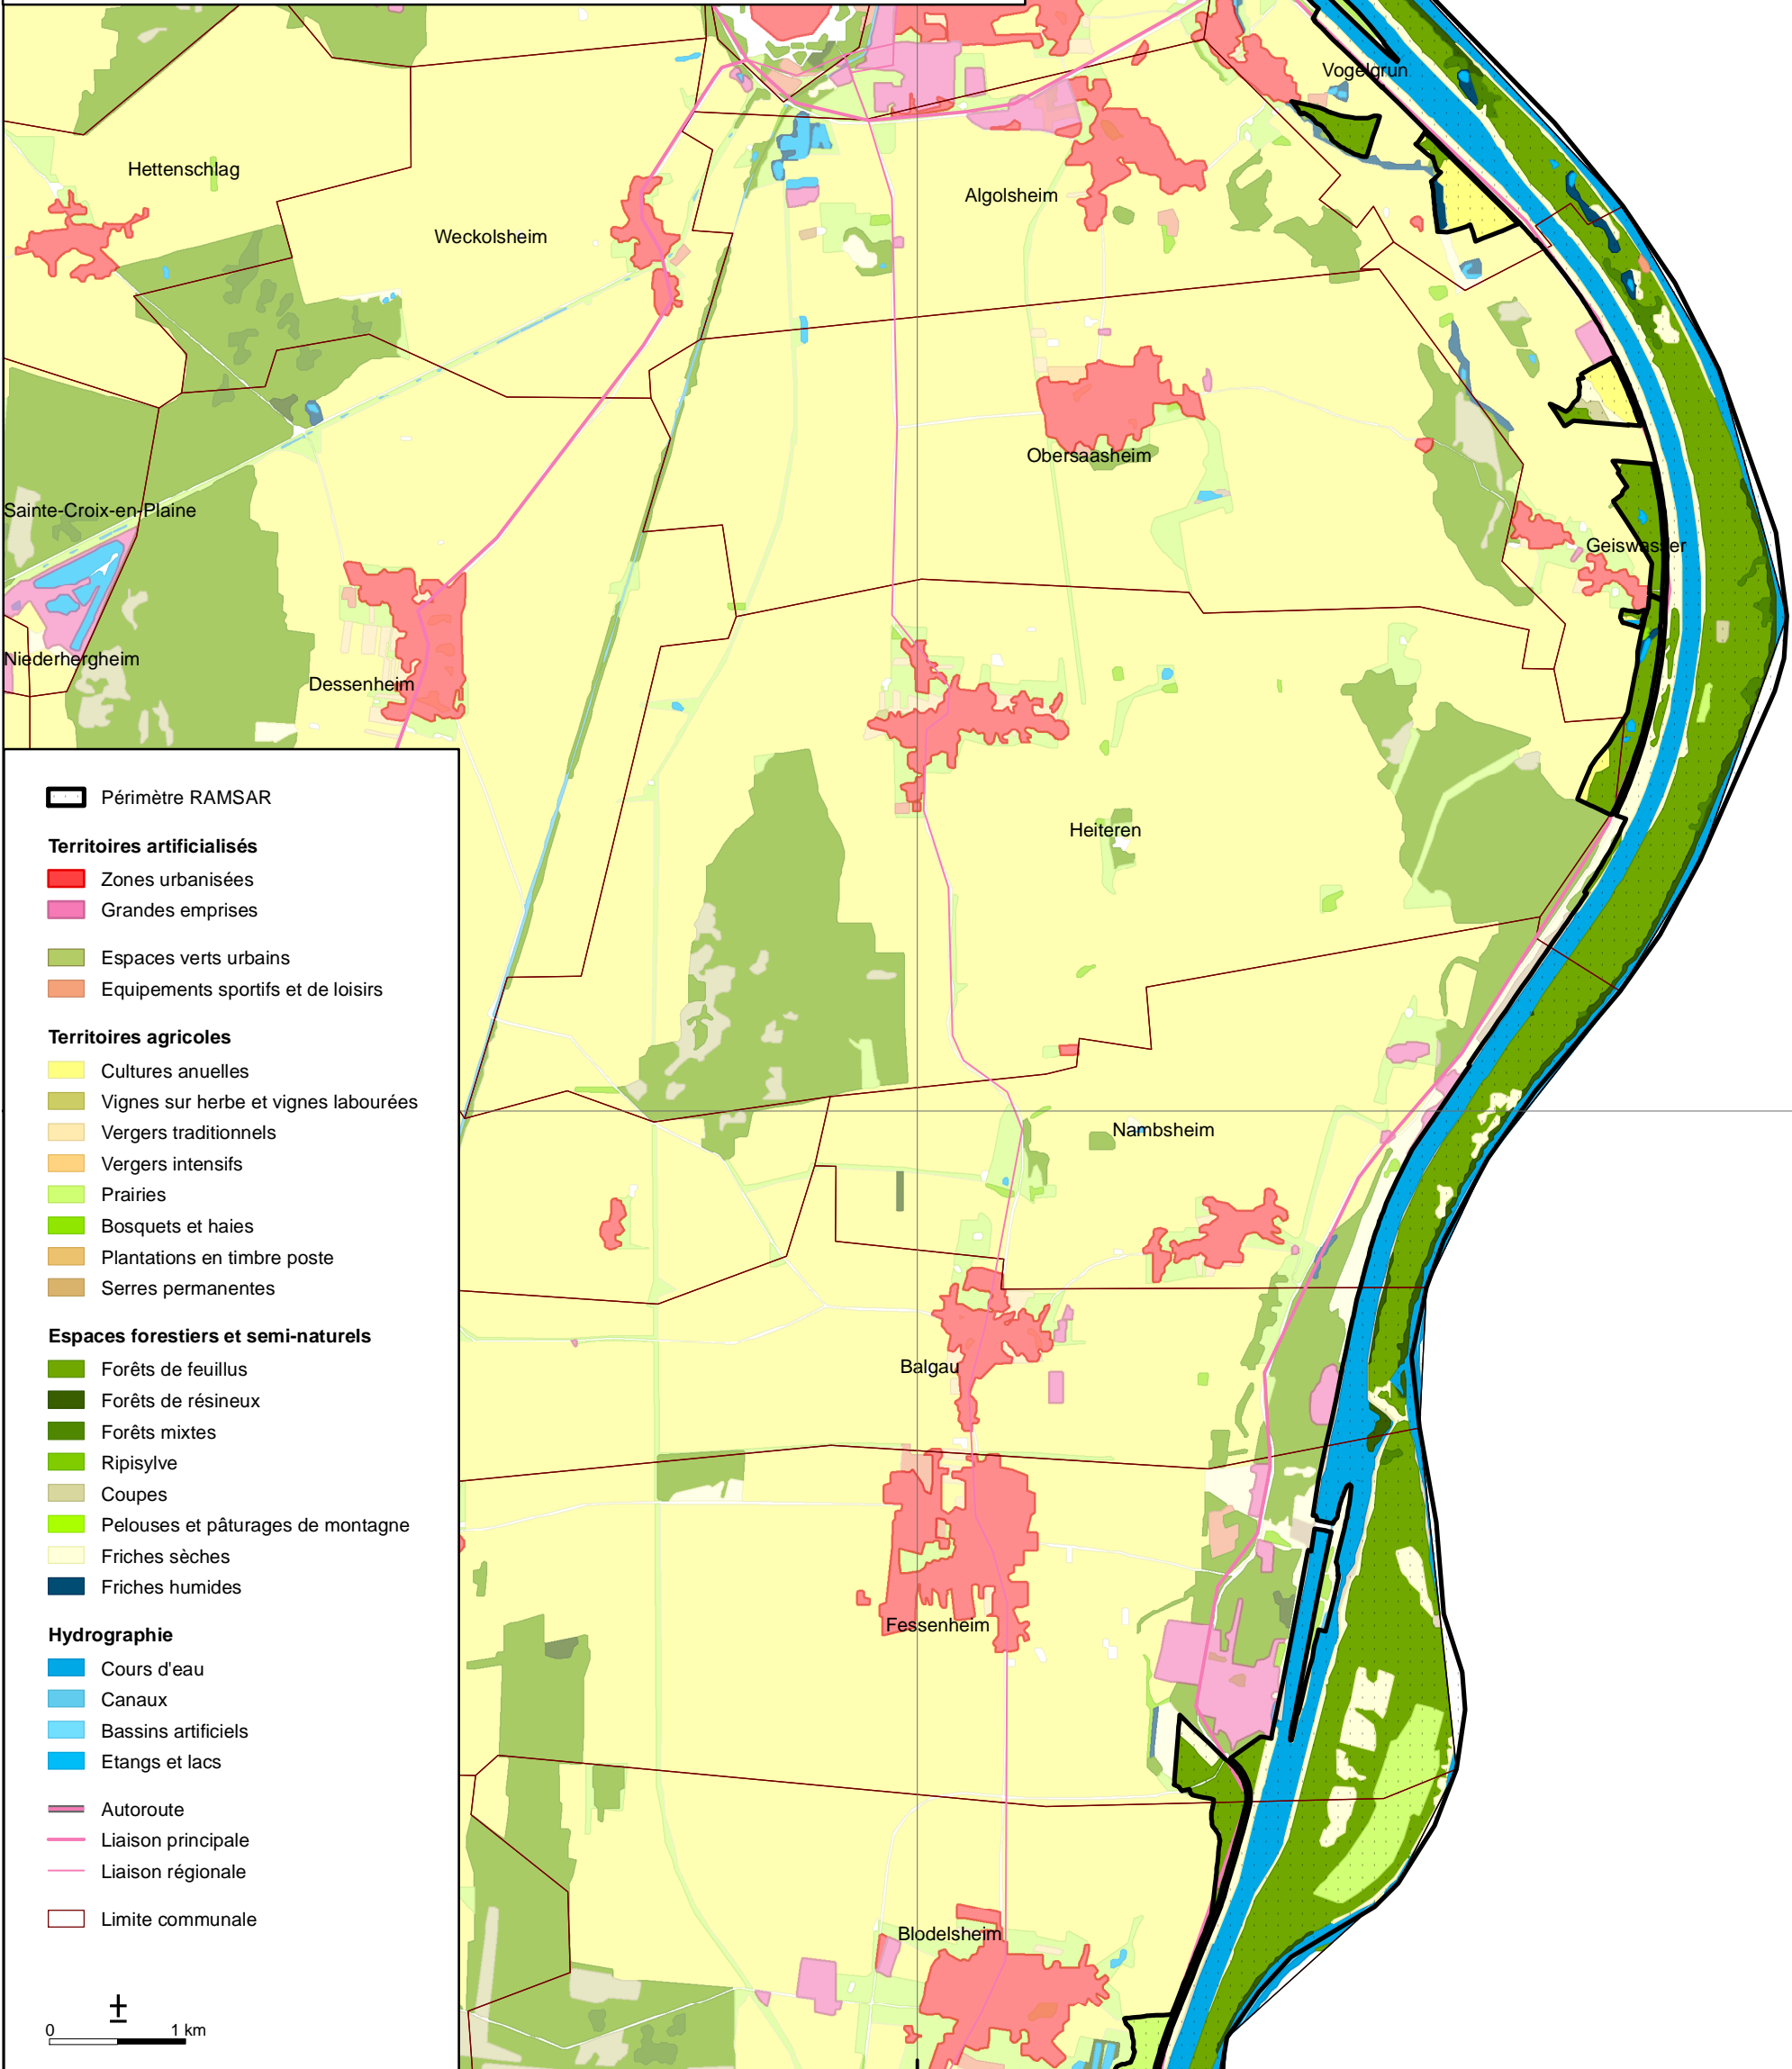 Vogelgrun
Hettenschlag
Algolsheim
Weckolsheim
Obersaasheim
Sainte-Croix-en-Plaine
Geiswasser
Niederhergheim
Dessenheim
Heiteren
Nambsheim
Balgau
Fessenheim
Blodelsheim
Périmètre RAMSAR
Territoires artificialisés
Zones urbanisées
Grandes emprises
Espaces verts urbains
Equipements sportifs et de loisirs
Territoires agricoles
Cultures anuelles
Vignes sur herbe et vignes labourées
Vergers traditionnels
Vergers intensifs
Prairies
Bosquets et haies
Plantations en timbre poste
Serres permanentes
Espaces forestiers et semi-naturels
Forêts de feuillus
Forêts de résineux
Forêts mixtes
Ripisylve
Coupes
Pelouses et pâturages de montagne
Friches sèches
Friches humides
Hydrographie
Cours d'eau
Canaux
Bassins artificiels
Etangs et lacs
Autoroute
Liaison principale
Liaison régionale
Limite communale
±
0 1 km